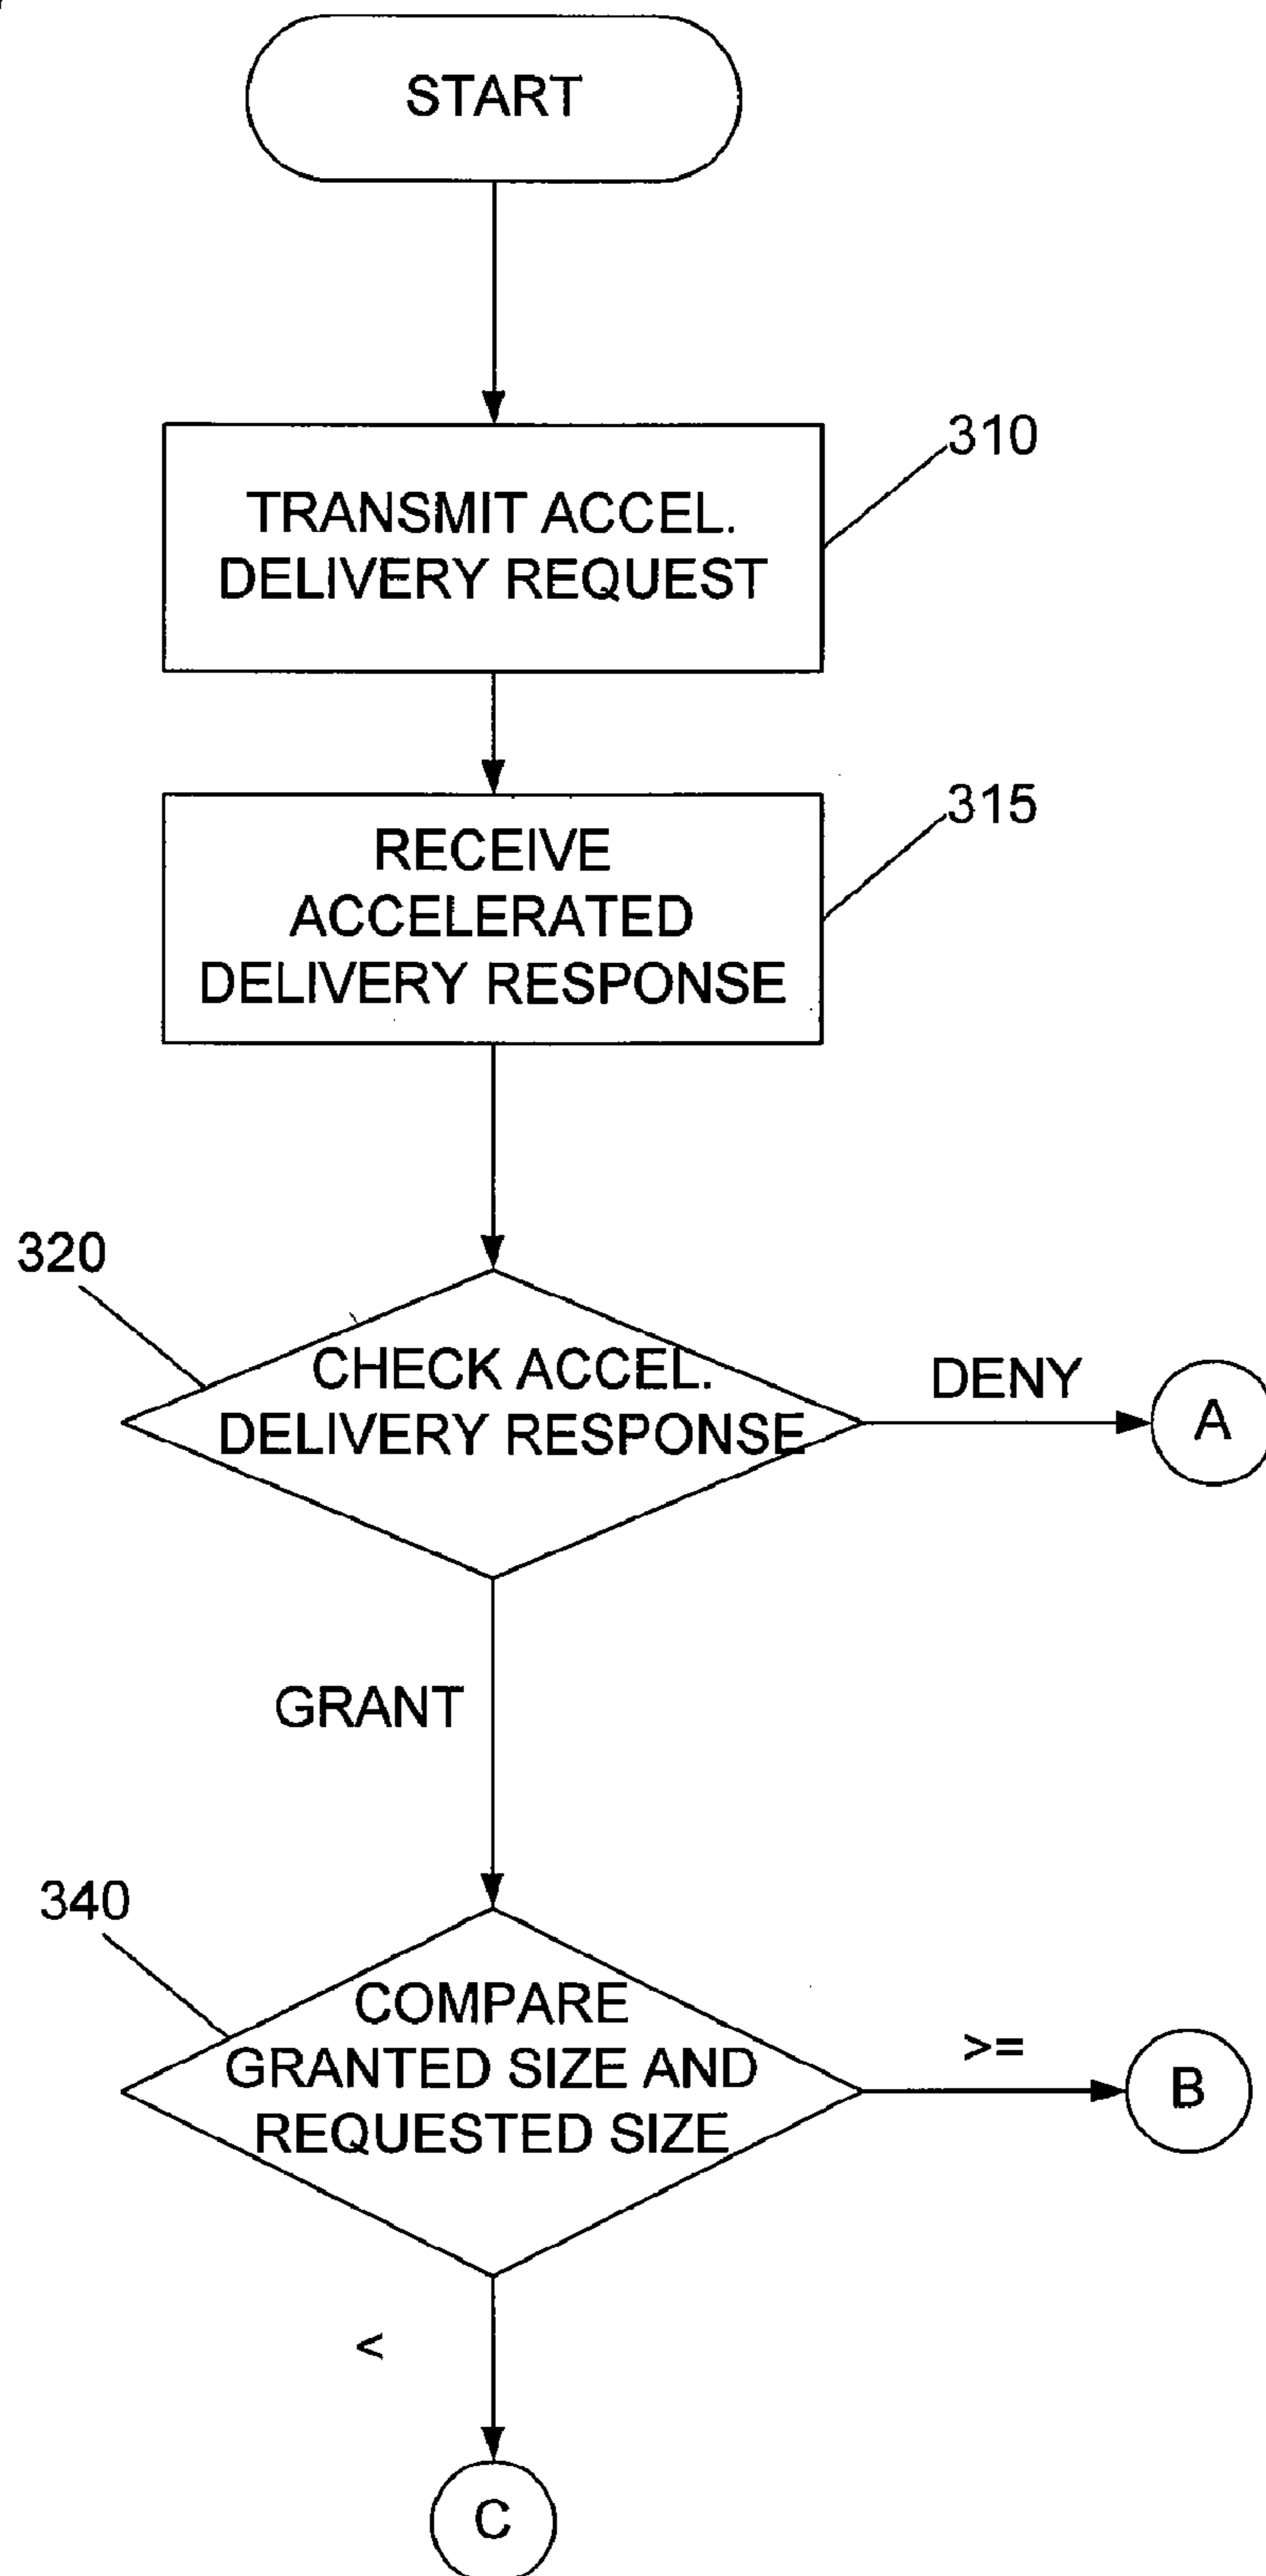 START
TRANSMIT ACCEL.
DELIVERY REQUEST
310
RECEIVE
ACCELERATED
DELIVERY RESPONSE
315
320
CHECK ACCEL.
DELIVERY RESPONSE
DENY
A
GRANT
340
COMPARE
GRANTED SIZE AND
REQUESTED SIZE
>=
B
<
C